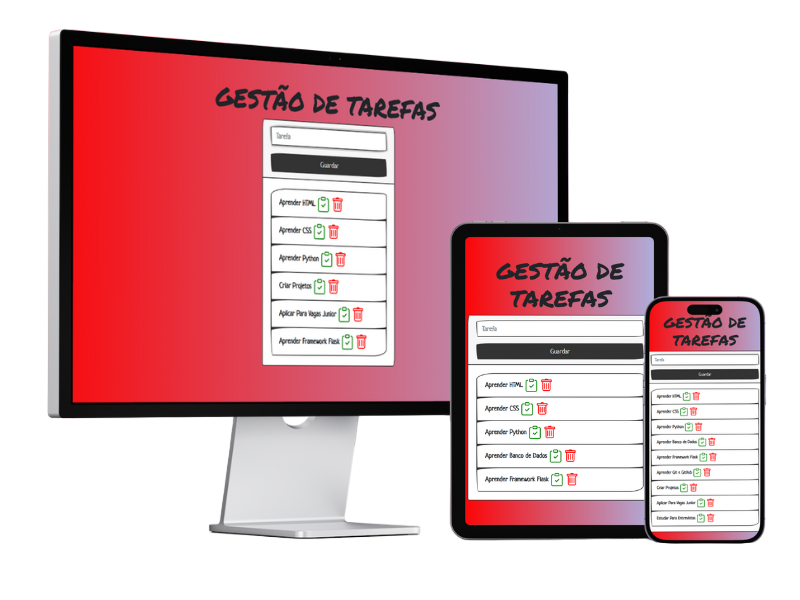 GESTÃO DE TAREFAS
Tarefa
Guardar
Aprender HTML
Aprender CSS
Aprender Python
Criar Projetos
Aplicar Para Vagas Junior
Aprender Framework Flask
GESTÃO DE
TAREFAS
Tarefa
Guardar
Aprender HTML
Aprender CSS
Aprender Python
Aprender Banco de Dados
Aprender Framework Flask
GESTÃO DE
TAREFAS
Tarefa
Guardar
Aprender HTML
Aprender CSS
Aprender Python
Aprender Banco de Dados
Aprender Framework Flask
Aprender Git e GitHub
Criar Projetos
Aplicar Para Vagas Junior
Estudar Para Entrevistas